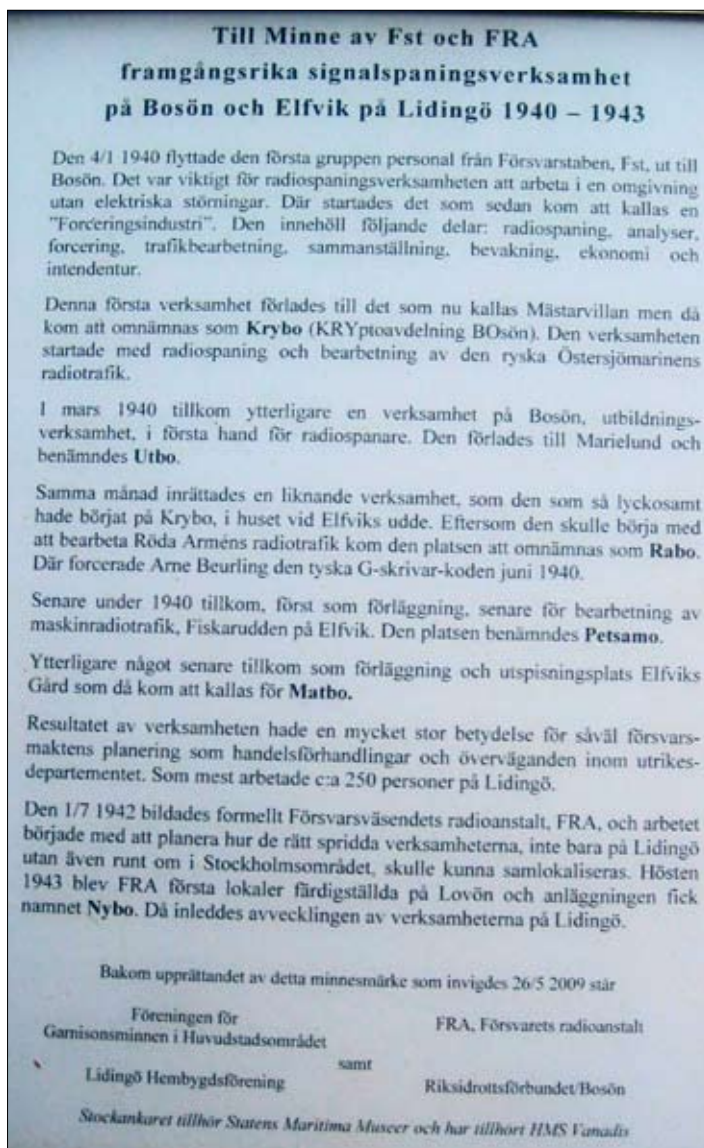 Till Minne av Fst och FRA
framgångsrika signalspaningsverksamhet
på Bosön och Elfvik på Lidingö 1940 – 1943
Den 4/1 1940 flyttade den första gruppen personal från Försvarstaben, Fst, ut till
Bosön. Det var viktigt för radiospaningsverksamheten att arbeta i en omgivning
utan elektriska störningar. Där startades det som sedan kom att kallas en
"Forceringsindustri". Den innehöll följande delar: radiospaning, analyser,
forcering, trafikbearbetning, sammanställning, bevakning, ekonomi och
intendentur.
Denna första verksamhet förlades till det som nu kallas Mästarvillan men då
kom att omnämnas som Krybo (KRYptoavdelning BOsön). Den verksamheten
startade med radiospaning och bearbetning av den ryska Östersjömarinens
radiotrafik.
I mars 1940 tillkom ytterligare en verksamhet på Bosön, utbildnings-
verksamhet, i första hand för radiospanare. Den förlades till Marielund och
benämndes Utbo.
Samma månad inrättades en liknande verksamhet, som den som så lyckosamt
hade börjat på Krybo, i huset vid Elfviks udde. Eftersom den skulle börja med
att bearbeta Röda Arméns radiotrafik kom den platsen att omnämnas som Rabo.
Där forcerade Arne Beurling den tyska G-skrivar-koden juni 1940.
Senare under 1940 tillkom, först som förläggning, senare för bearbetning av
maskinradiotrafik, Fiskarudden på Elfvik. Den platsen benämndes Petsamo.
Ytterligare något senare tillkom som förläggning och utspisningsplats Elfviks
Gård som då kom att kallas för Matbo.
Resultatet av verksamheten hade en mycket stor betydelse för såväl försvars-
maktens planering som handelsförhandlingar och överväganden inom utrikes-
departementet. Som mest arbetade c:a 250 personer på Lidingö.
Den 1/7 1942 bildades formellt Försvarsväsendets radioanstalt, FRA, och arbetet
började med att planera hur de rätt spridda verksamheterna, inte bara på Lidingö
utan även runt om i Stockholmsområdet, skulle kunna samlokaliseras. Hösten
1943 blev FRA första lokaler färdigställda på Lovön och anläggningen fick
namnet Nybo. Då inleddes avvecklingen av verksamheterna på Lidingö.
Bakom upprättandet av detta minnesmärke som invigdes 26/5 2009 står
Föreningen för
Garnisonsminnen i Huvudstadsområdet
FRA, Försvarets radioanstalt
samt
Lidingö Hembygdsförening
Riksidrottsförbundet/Bosön
Stockankaret tillhör Statens Maritima Museer och har tillhört HMS Vanadis